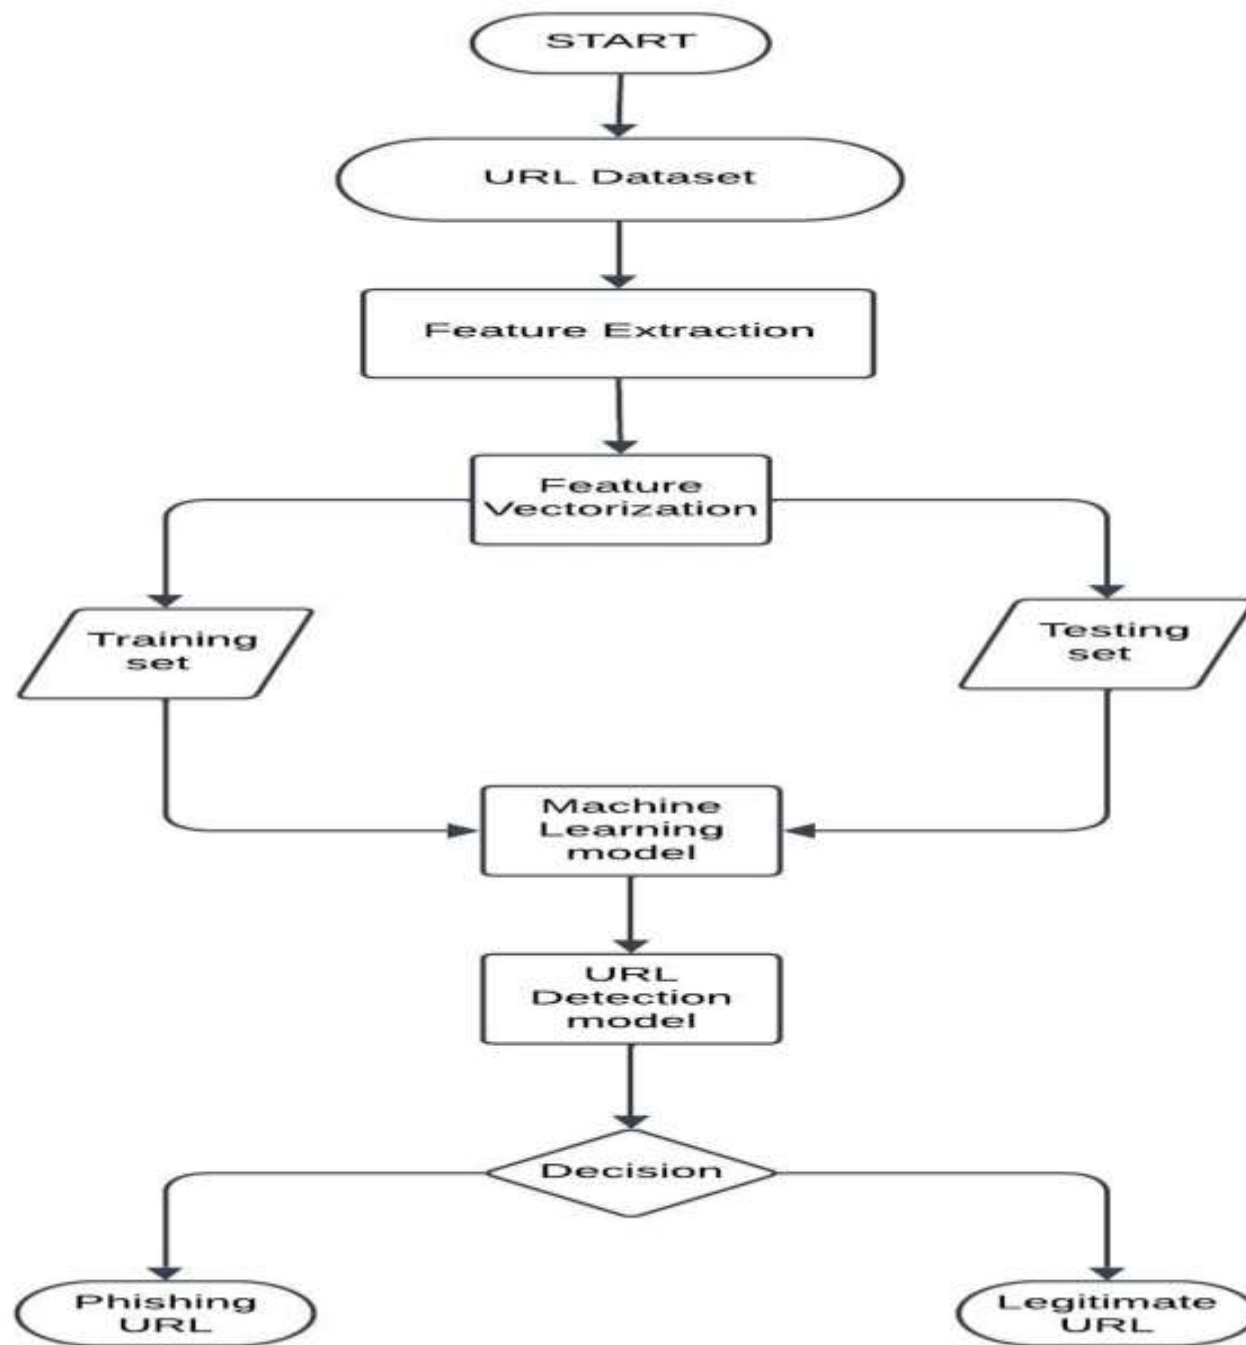 START
URL Dataset
Feature Extraction
Feature
Vectorization
Training
set
Testing
set
Machine
Learning
model
URL
Detection
model
Decision
Phishing
URL
Legitimate
URL